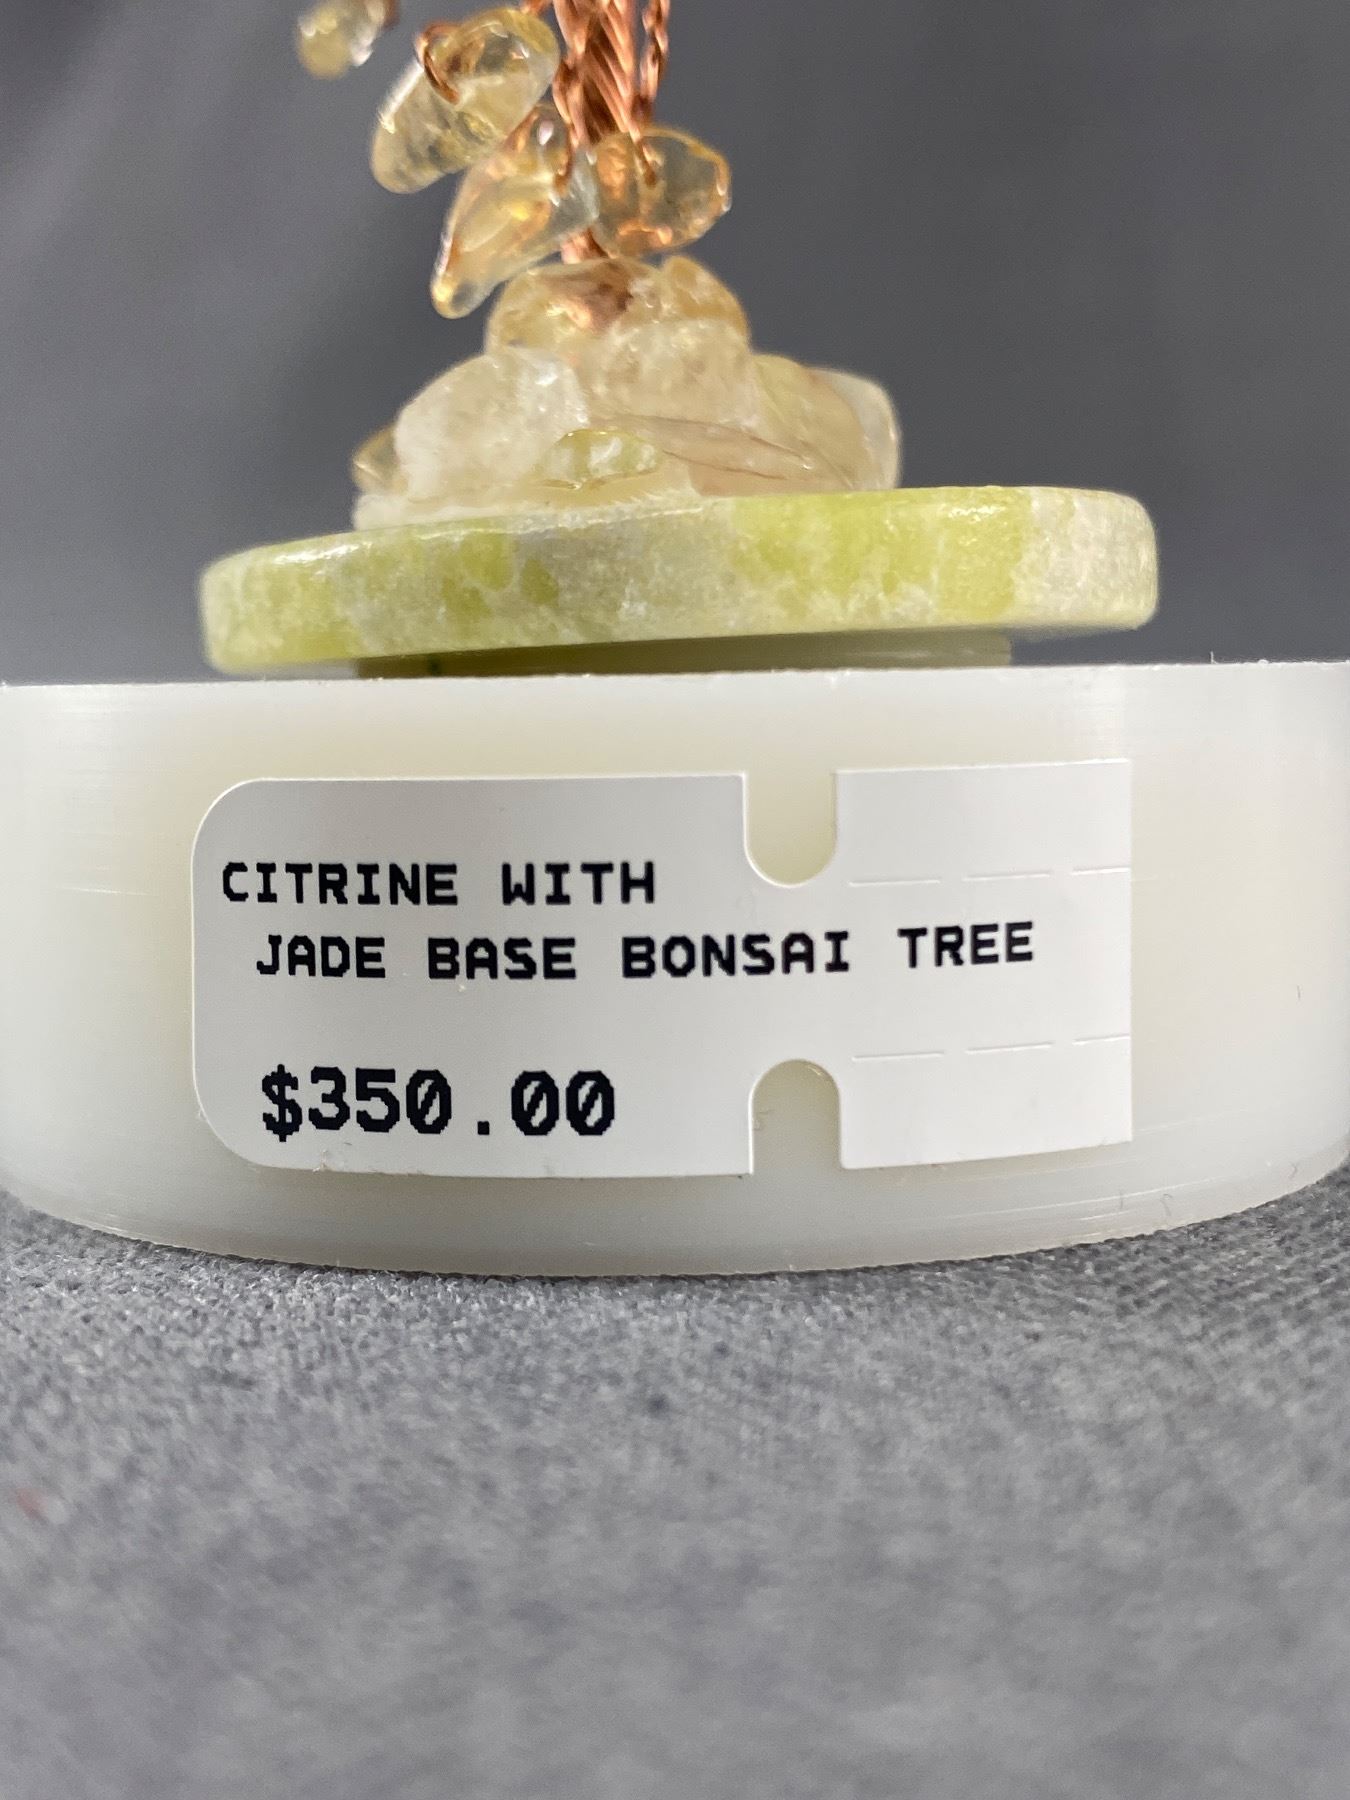 CITRINE WITH
JADE BASE BONSAI TREE
$350.00